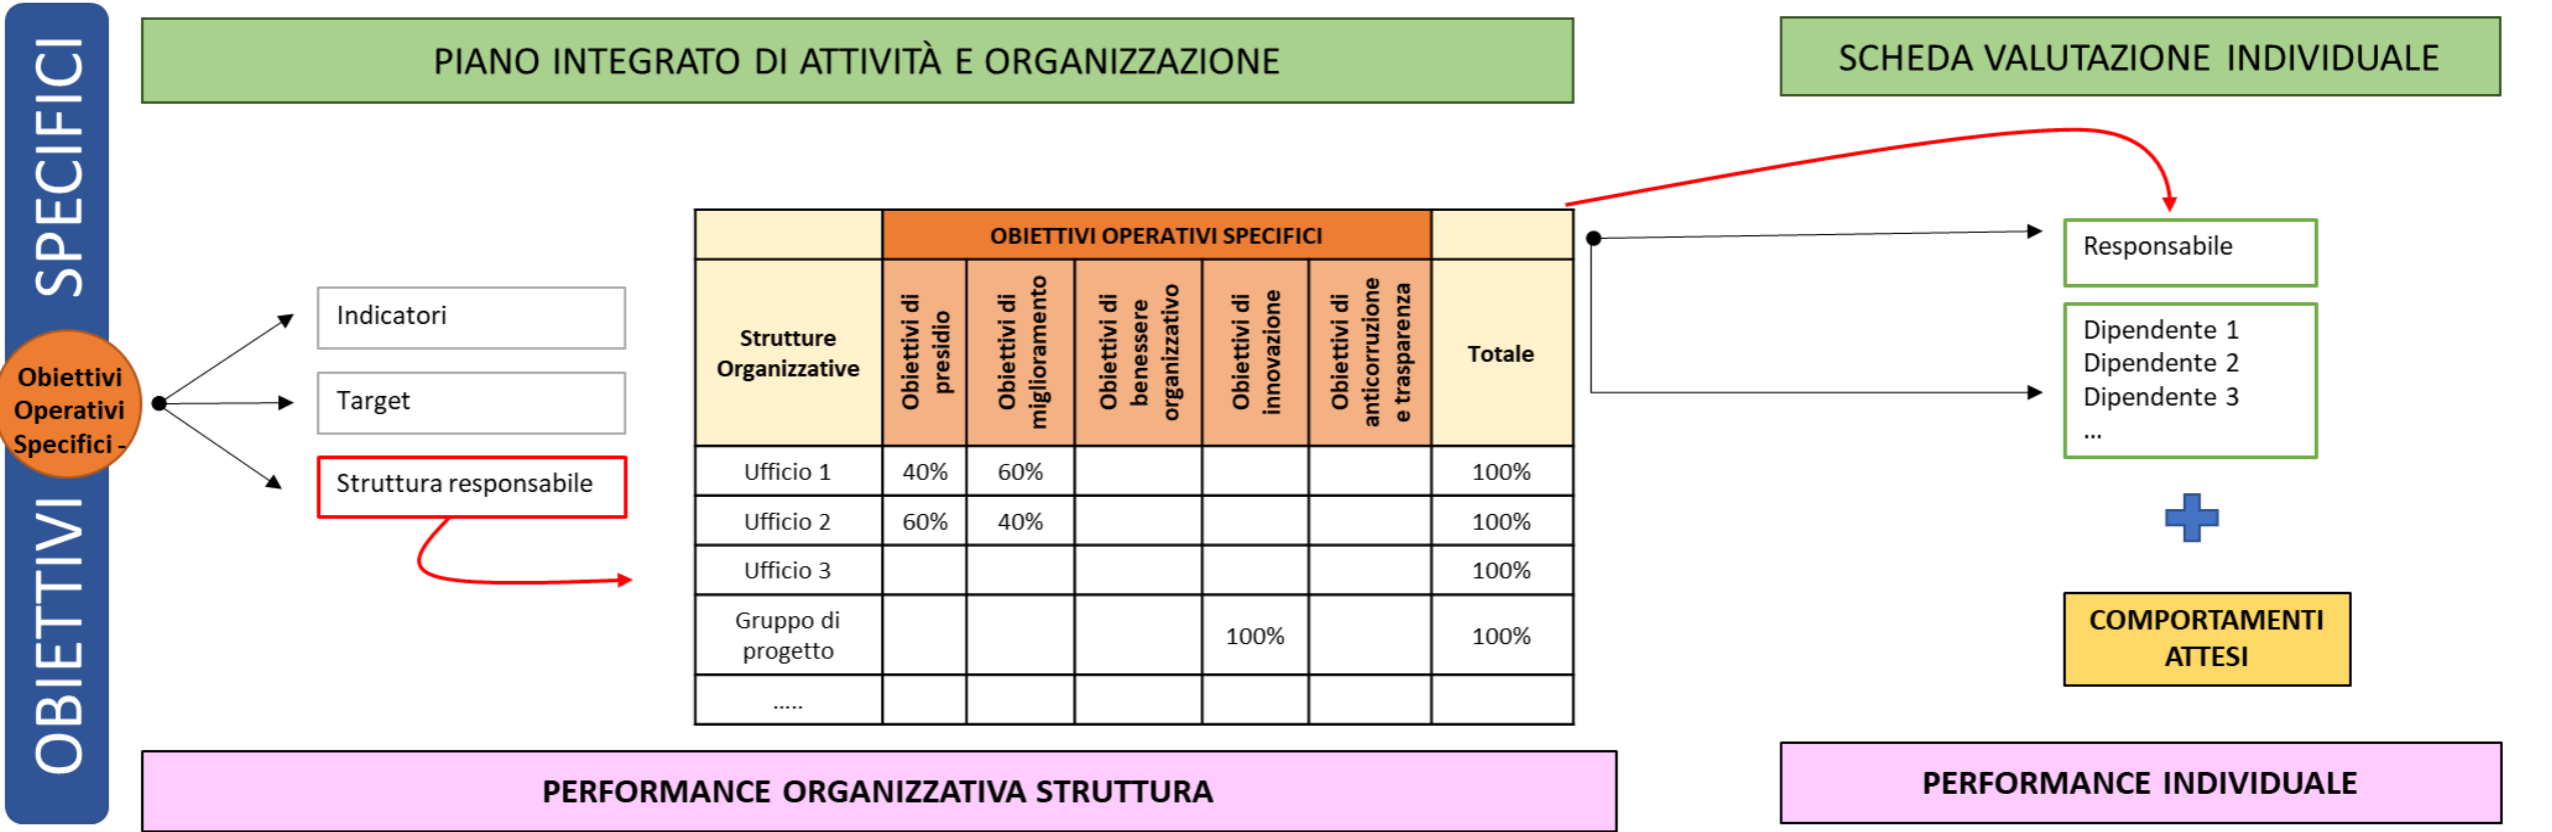 OBIETTIVI SPECIFICI
Obiettivi
Operativi
Specifici -
PIANO INTEGRATO DI ATTIVITÀ E ORGANIZZAZIONE
Indicatori
Target
Struttura responsabile
OBIETTIVI OPERATIVI SPECIFICI
Strutture
Organizzative
Obiettivi di
presidio
Obiettivi di
miglioramento
Obiettivi di
benessere
organizzativo
Obiettivi di
innovazione
Obiettivi di
anticorruzione
e trasparenza
Totale
Ufficio 1 40% 60% 100%
Ufficio 2 60% 40% 100%
Ufficio 3 100%
Gruppo di
progetto 100% 100%
.....
PERFORMANCE ORGANIZZATIVA STRUTTURA
SCHEDA VALUTAZIONE INDIVIDUALE
Responsabile
Dipendente 1
Dipendente 2
Dipendente 3
...
COMPORTAMENTI
ATTESI
PERFORMANCE INDIVIDUALE